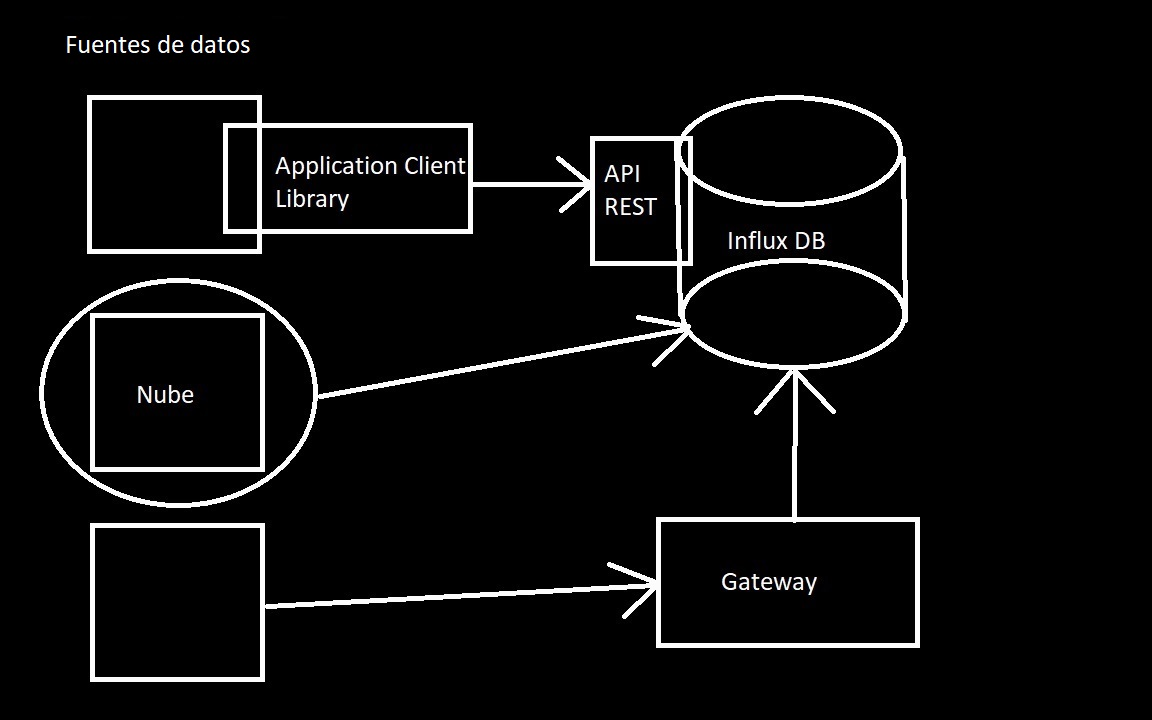 Fuentes de datos
Application Client
Library
API
REST
Influx DB
Nube
Gateway